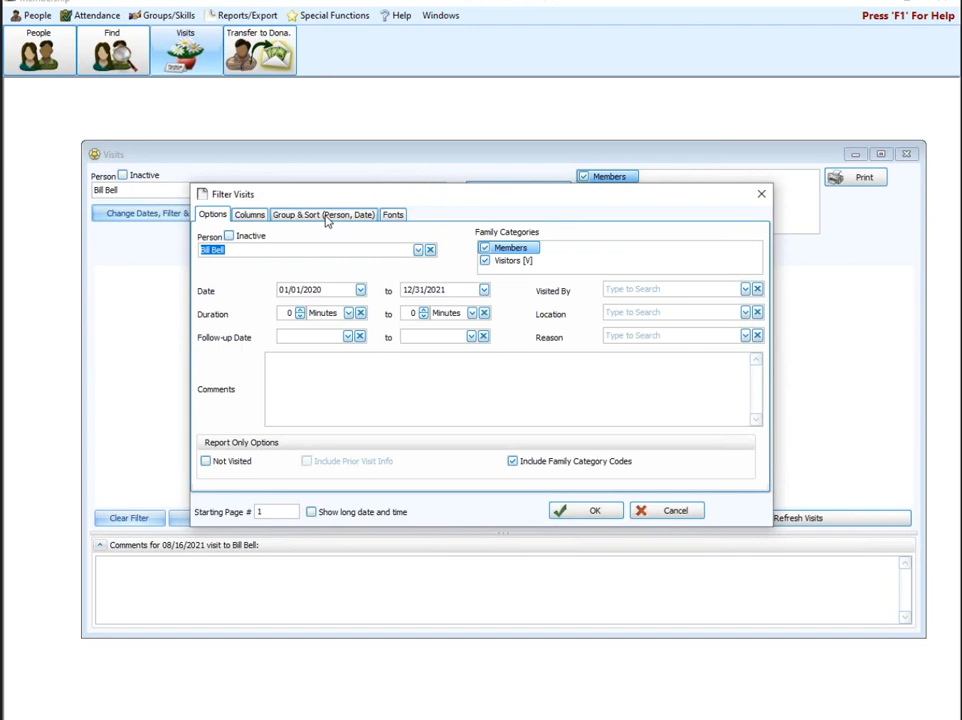 People Attendance Groups/Skills Reports/Export Special Functions Help Windows Press 'F1' For Help
People Find Visits Transfer to Dona.
Visits
Person Inactive Members Print
Bill Bell
Change Dates, Filter &
Filter Visits
Options Columns Group & Sort (Person, Date) Fonts
Person Inactive Family Categories
Bill Bell Members
Visitors [V]
Date 01/01/2020 to 12/31/2021 Visited By Type to Search
Duration 0 Minutes to 0 Minutes Location Type to Search
Follow-up Date to Reason Type to Search
Comments
Report Only Options
Not Visited Include Prior Visit Info Include Family Category Codes
Starting Page # 1 Show long date and time OK Cancel
Clear Filter Refresh Visits
Comments for 08/16/2021 visit to Bill Bell: